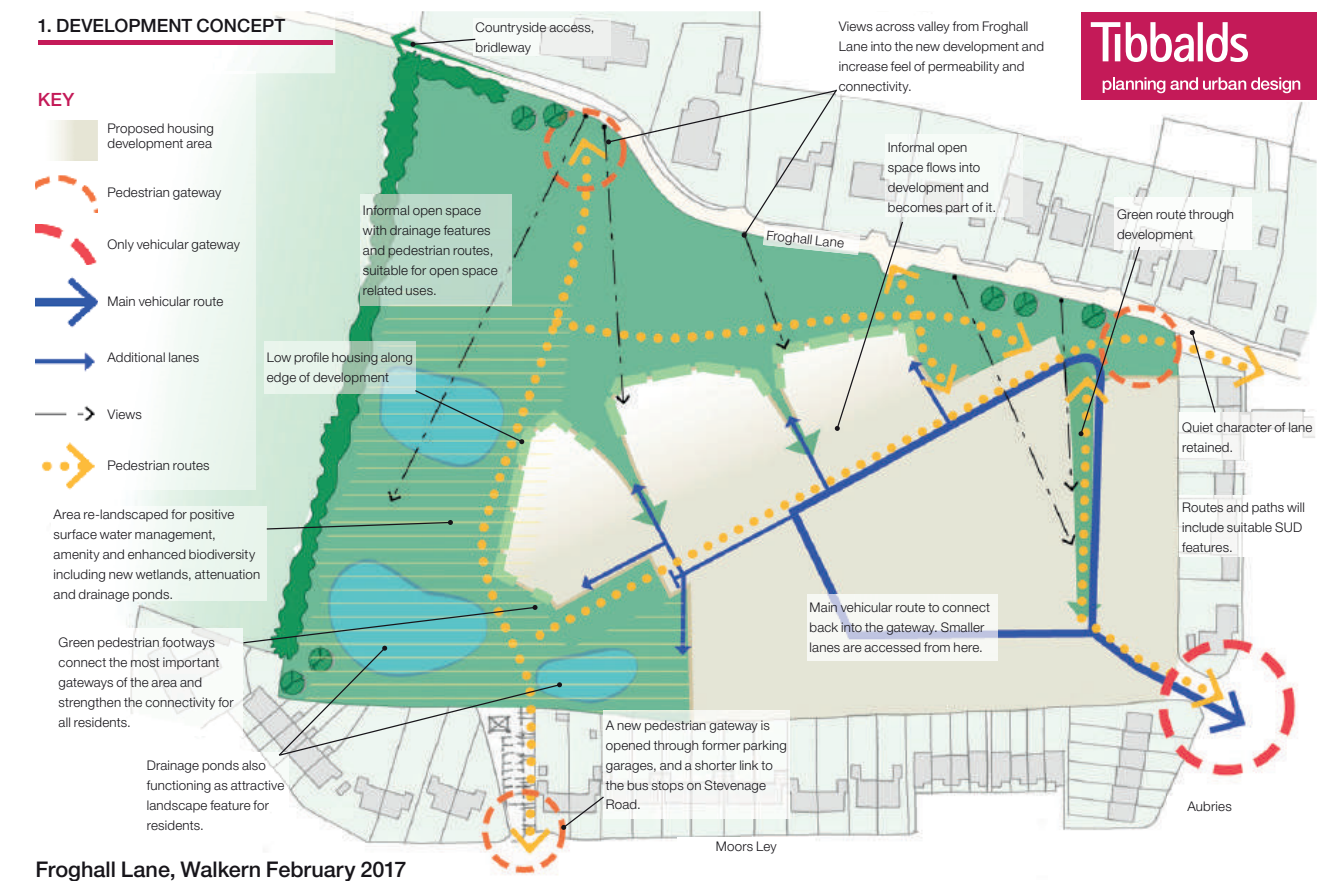 1. DEVELOPMENT CONCEPT
Tibbalds
planning and urban design
KEY
Proposed housing
development area
Pedestrian gateway
Only vehicular gateway
Main vehicular route
Additional lanes
Views
Pedestrian routes
Countryside access,
bridleway
Views across valley from Froghall
Lane into the new development and
increase feel of permeability and
connectivity.
Informal open
space flows into
development and
becomes part of it.
Green route through
development
Informal open space
with drainage features
and pedestrian routes,
suitable for open space
related uses.
Froghall Lane
Low profile housing along
edge of development
Quiet character of lane
retained.
Routes and paths will
include suitable SUD
features.
Area re-landscaped for positive
surface water management,
amenity and enhanced biodiversity
including new wetlands, attenuation
and drainage ponds.
Main vehicular route to connect
back into the gateway. Smaller
lanes are accessed from here.
Green pedestrian footways
connect the most important
gateways of the area and
strengthen the connectivity for
all residents.
A new pedestrian gateway is
opened through former parking
garages, and a shorter link to
the bus stops on Stevenage
Road.
Drainage ponds also
functioning as attractive
landscape feature for
residents.
Aubries
Moors Ley
Froghall Lane, Walkern February 2017